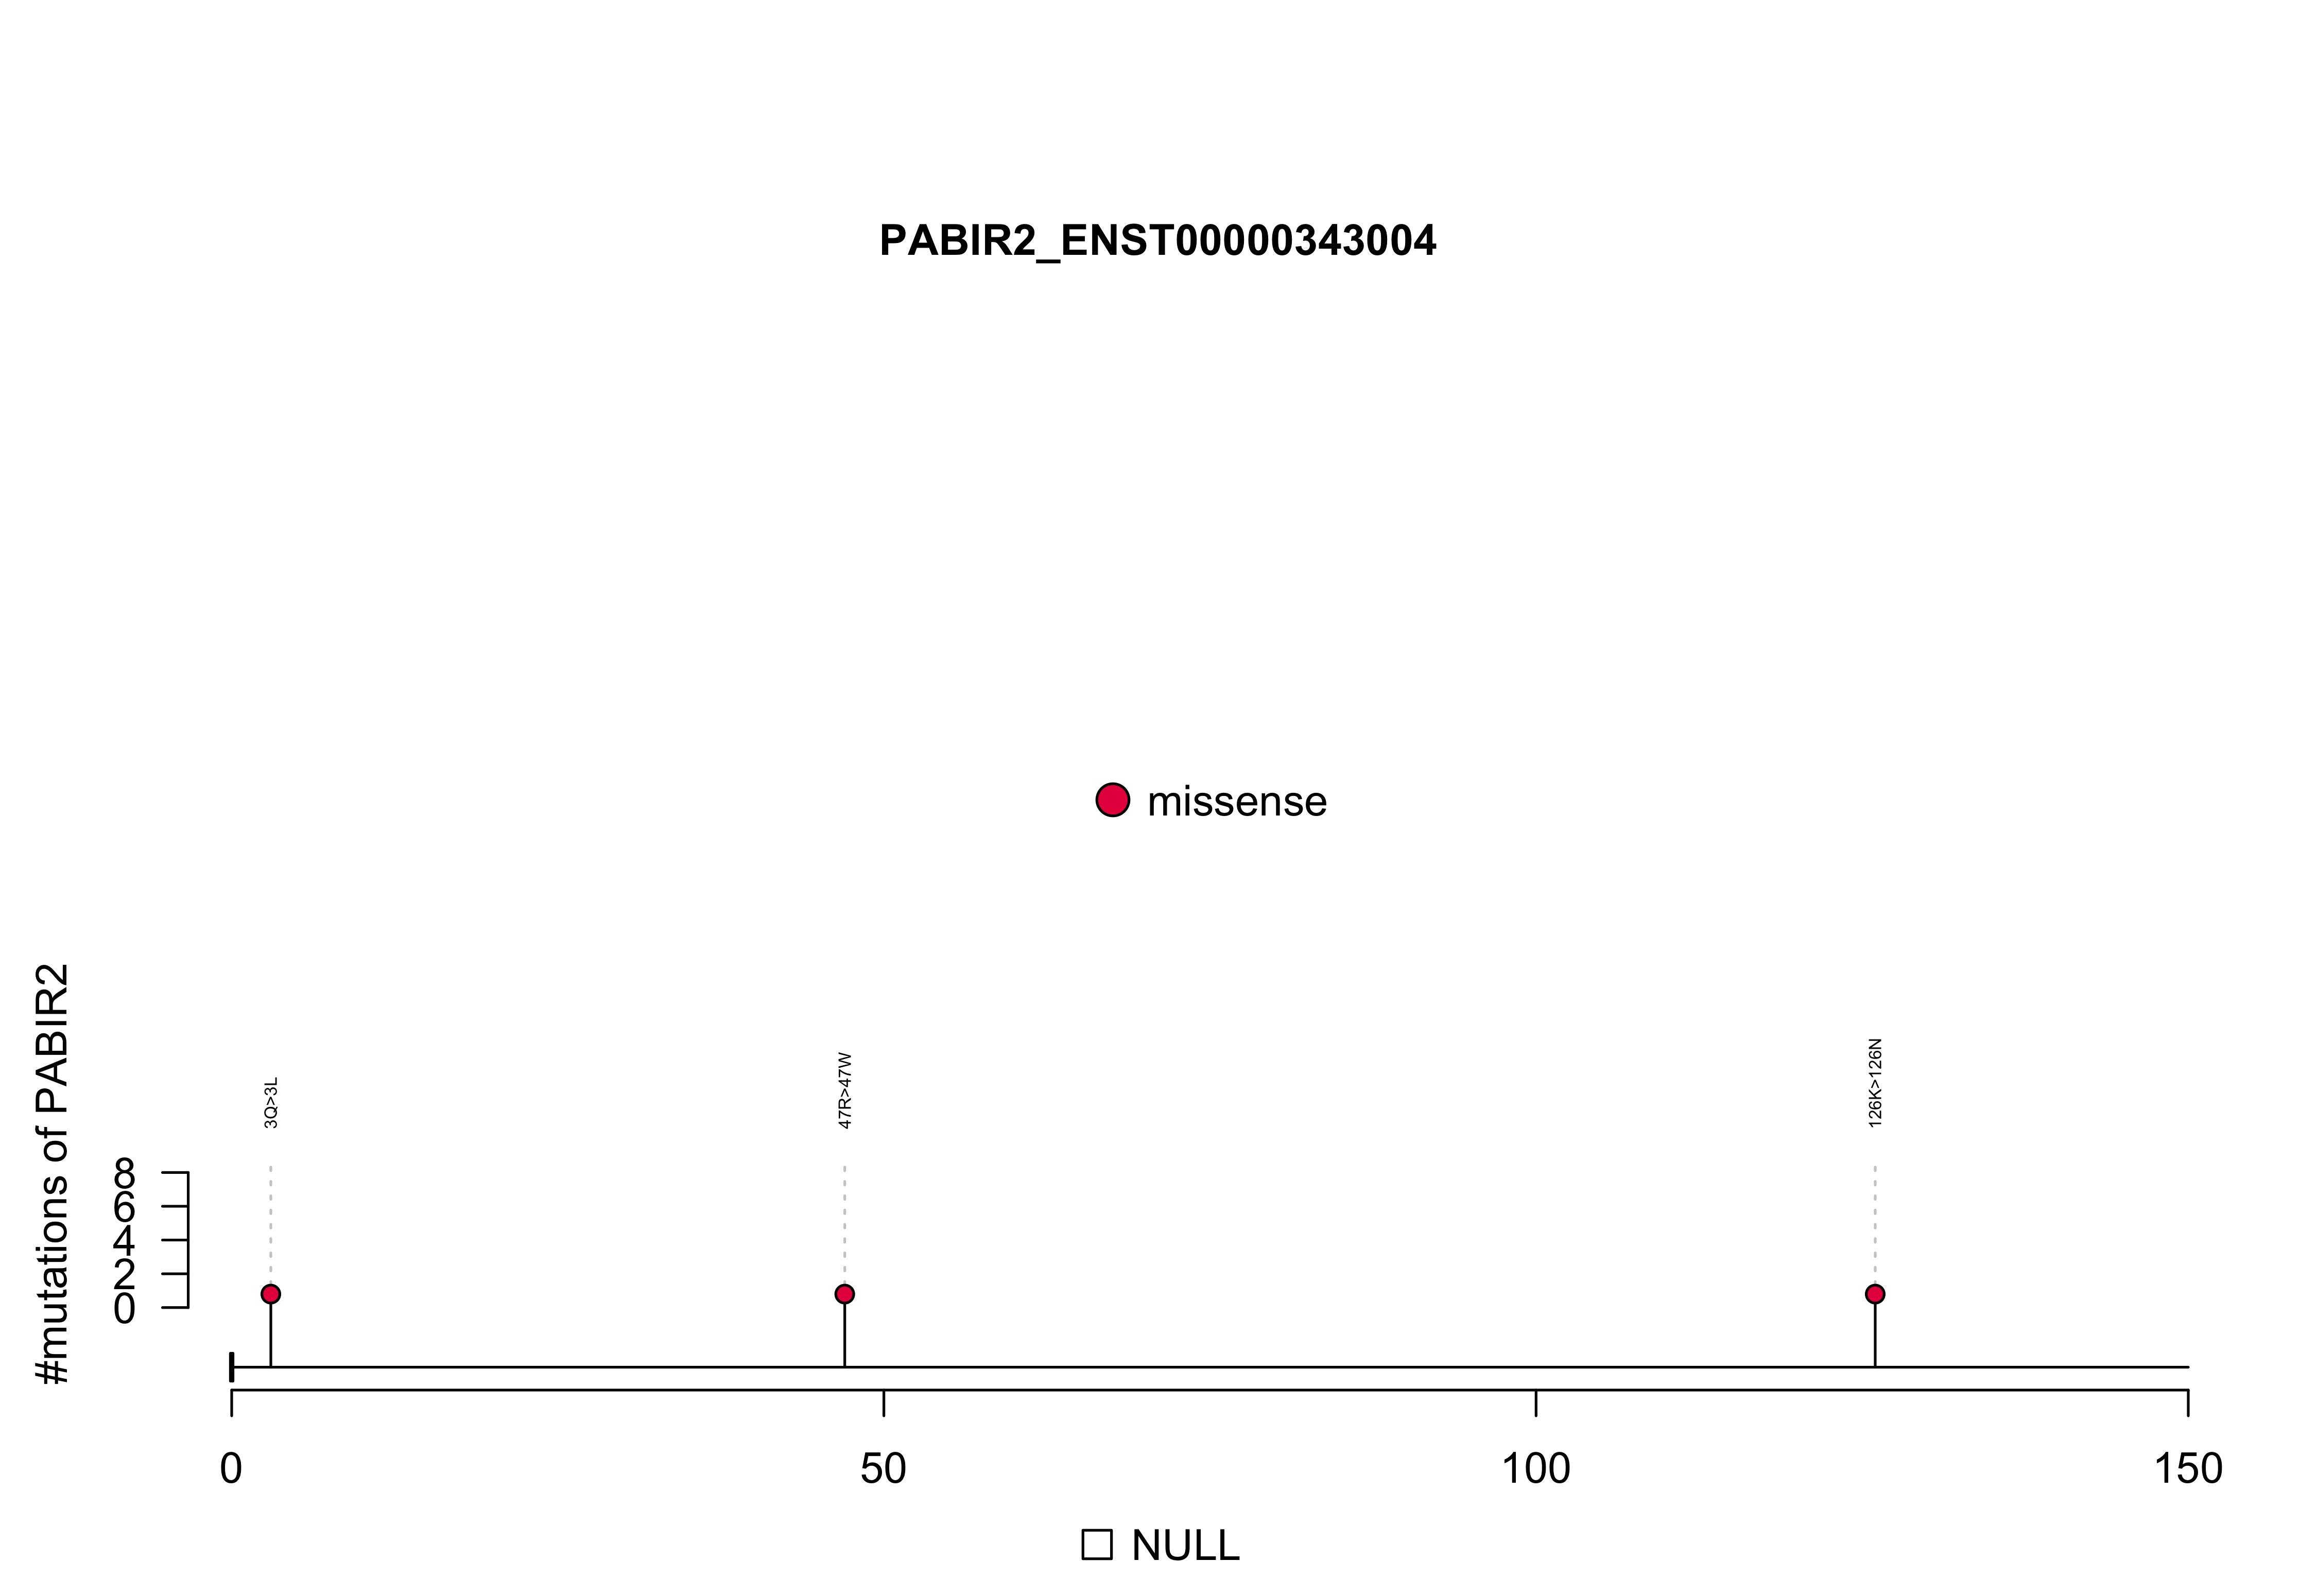 PABIR2_ENST00000343004
missense
#mutations of PABIR2
3Q>3L
47R>47W
126K>126N
8
6
4
2
0
0 50 100 150
NULL